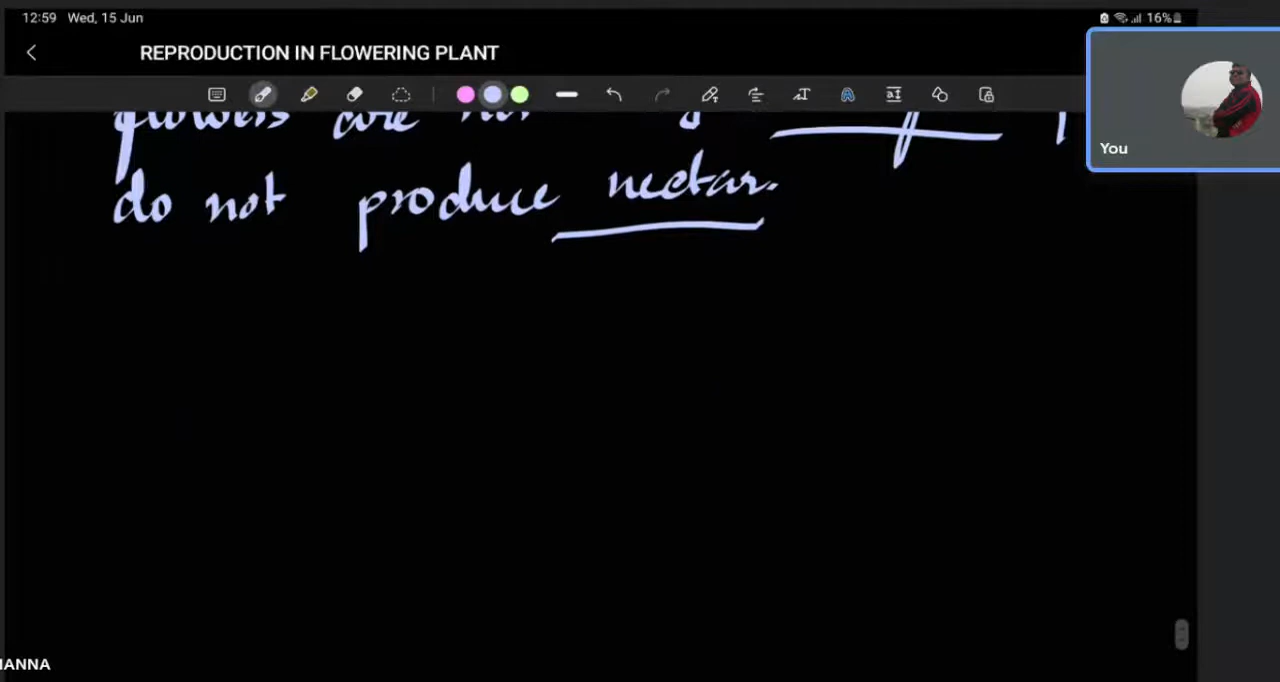 12:59 Wed, 15 Jun 16%
REPRODUCTION IN FLOWERING PLANT
You
flowers are
do not produce nectar.
IANNA